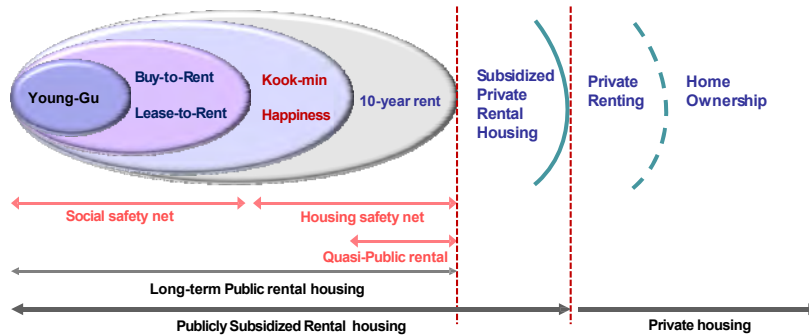 Young-Gu
Buy-to-Rent
Lease-to-Rent
Kook-min
Happiness
10-year rent
Subsidized
Private
Rental
Housing
Private
Renting
Home
Ownership
Social safety net
Housing safety net
Quasi-Public rental
Long-term Public rental housing
Publicly Subsidized Rental housing
Private housing